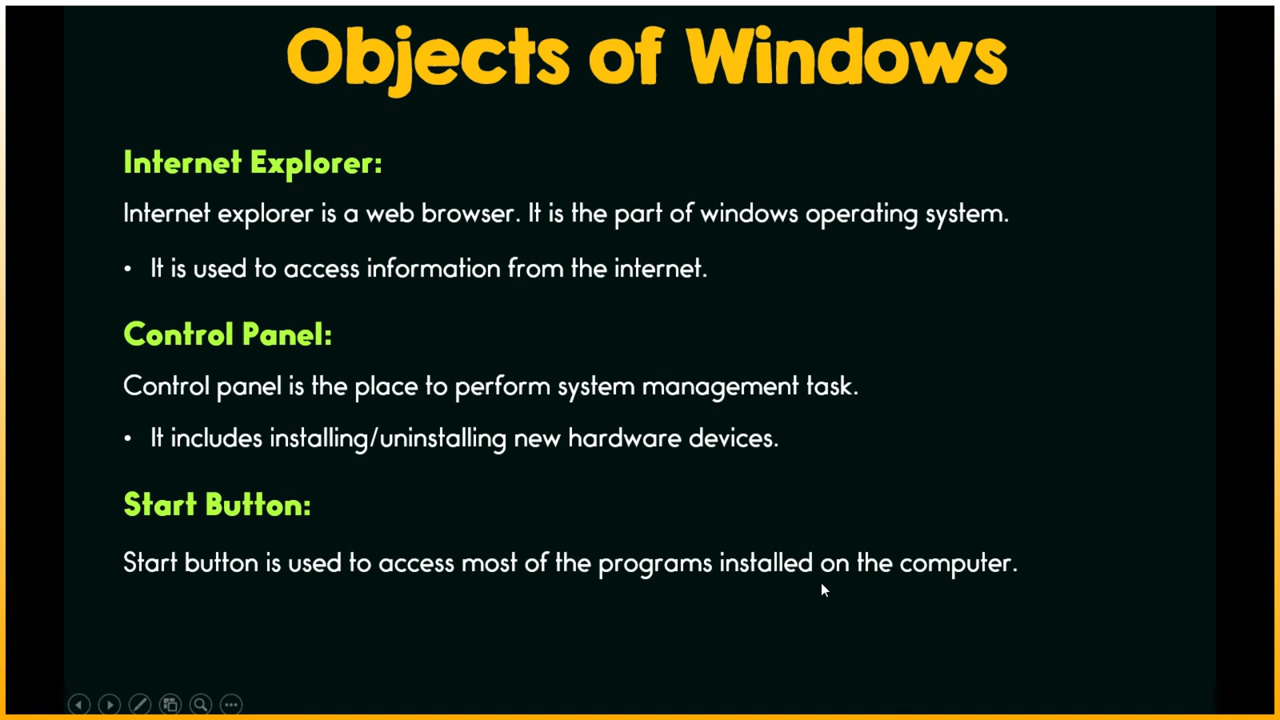 Objects of Windows
Internet Explorer:
Internet explorer is a web browser. It is the part of windows operating system.
• It is used to access information from the internet.
Control Panel:
Control panel is the place to perform system management task.
• It includes installing/uninstalling new hardware devices.
Start Button:
Start button is used to access most of the programs installed on the computer.